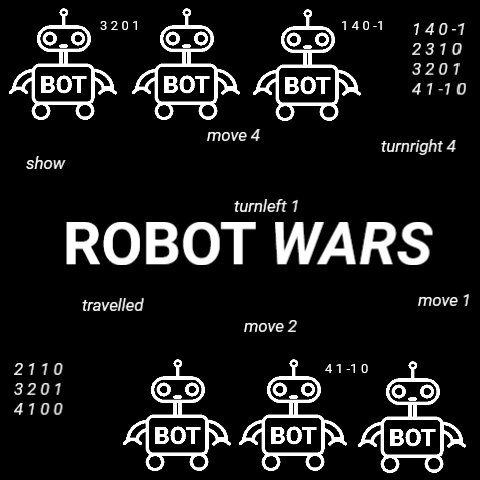 3 2 0 1
1 4 0 -1
1 4 0 -1
2 3 1 0
3 2 0 1
4 1 -1 0
BOT BOT BOT
move 4
turnright 4
show
turnleft 1
ROBOT WARS
travelled
move 1
move 2
2 1 1 0
3 2 0 1
4 1 0 0
4 1 -1 0
BOT BOT BOT